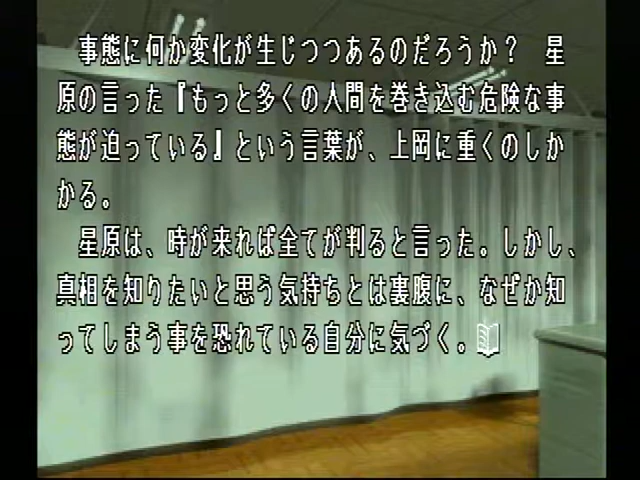 事態に何か変化が生じつつあるのだろうか？　星
原の言った『もっと多くの人間を巻き込む危険な事
態が迫っている』という言葉が、上岡に重くのしか
かる。
　星原は、時が来れば全てが判ると言った。しかし、
真相を知りたいと思う気持ちとは裏腹に、なぜか知
ってしまう事を恐れている自分に気づく。